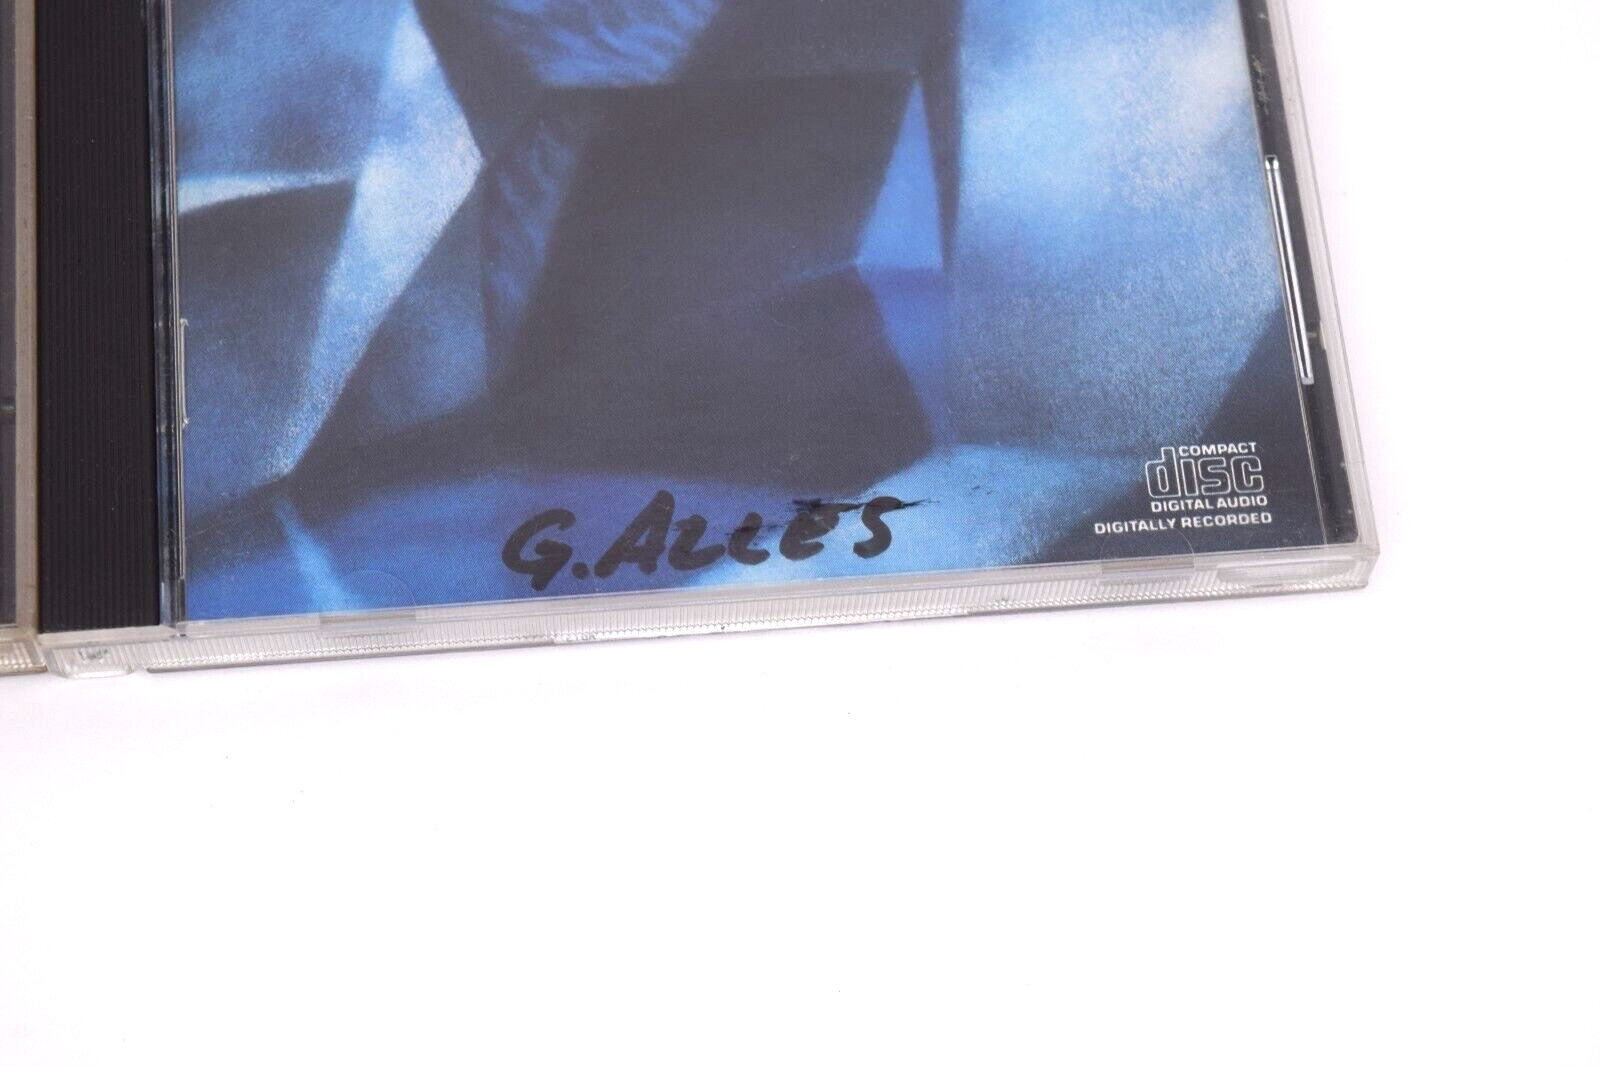 COMPACT
disc
DIGITAL AUDIO
DIGITALLY RECORDED
G. ALLES